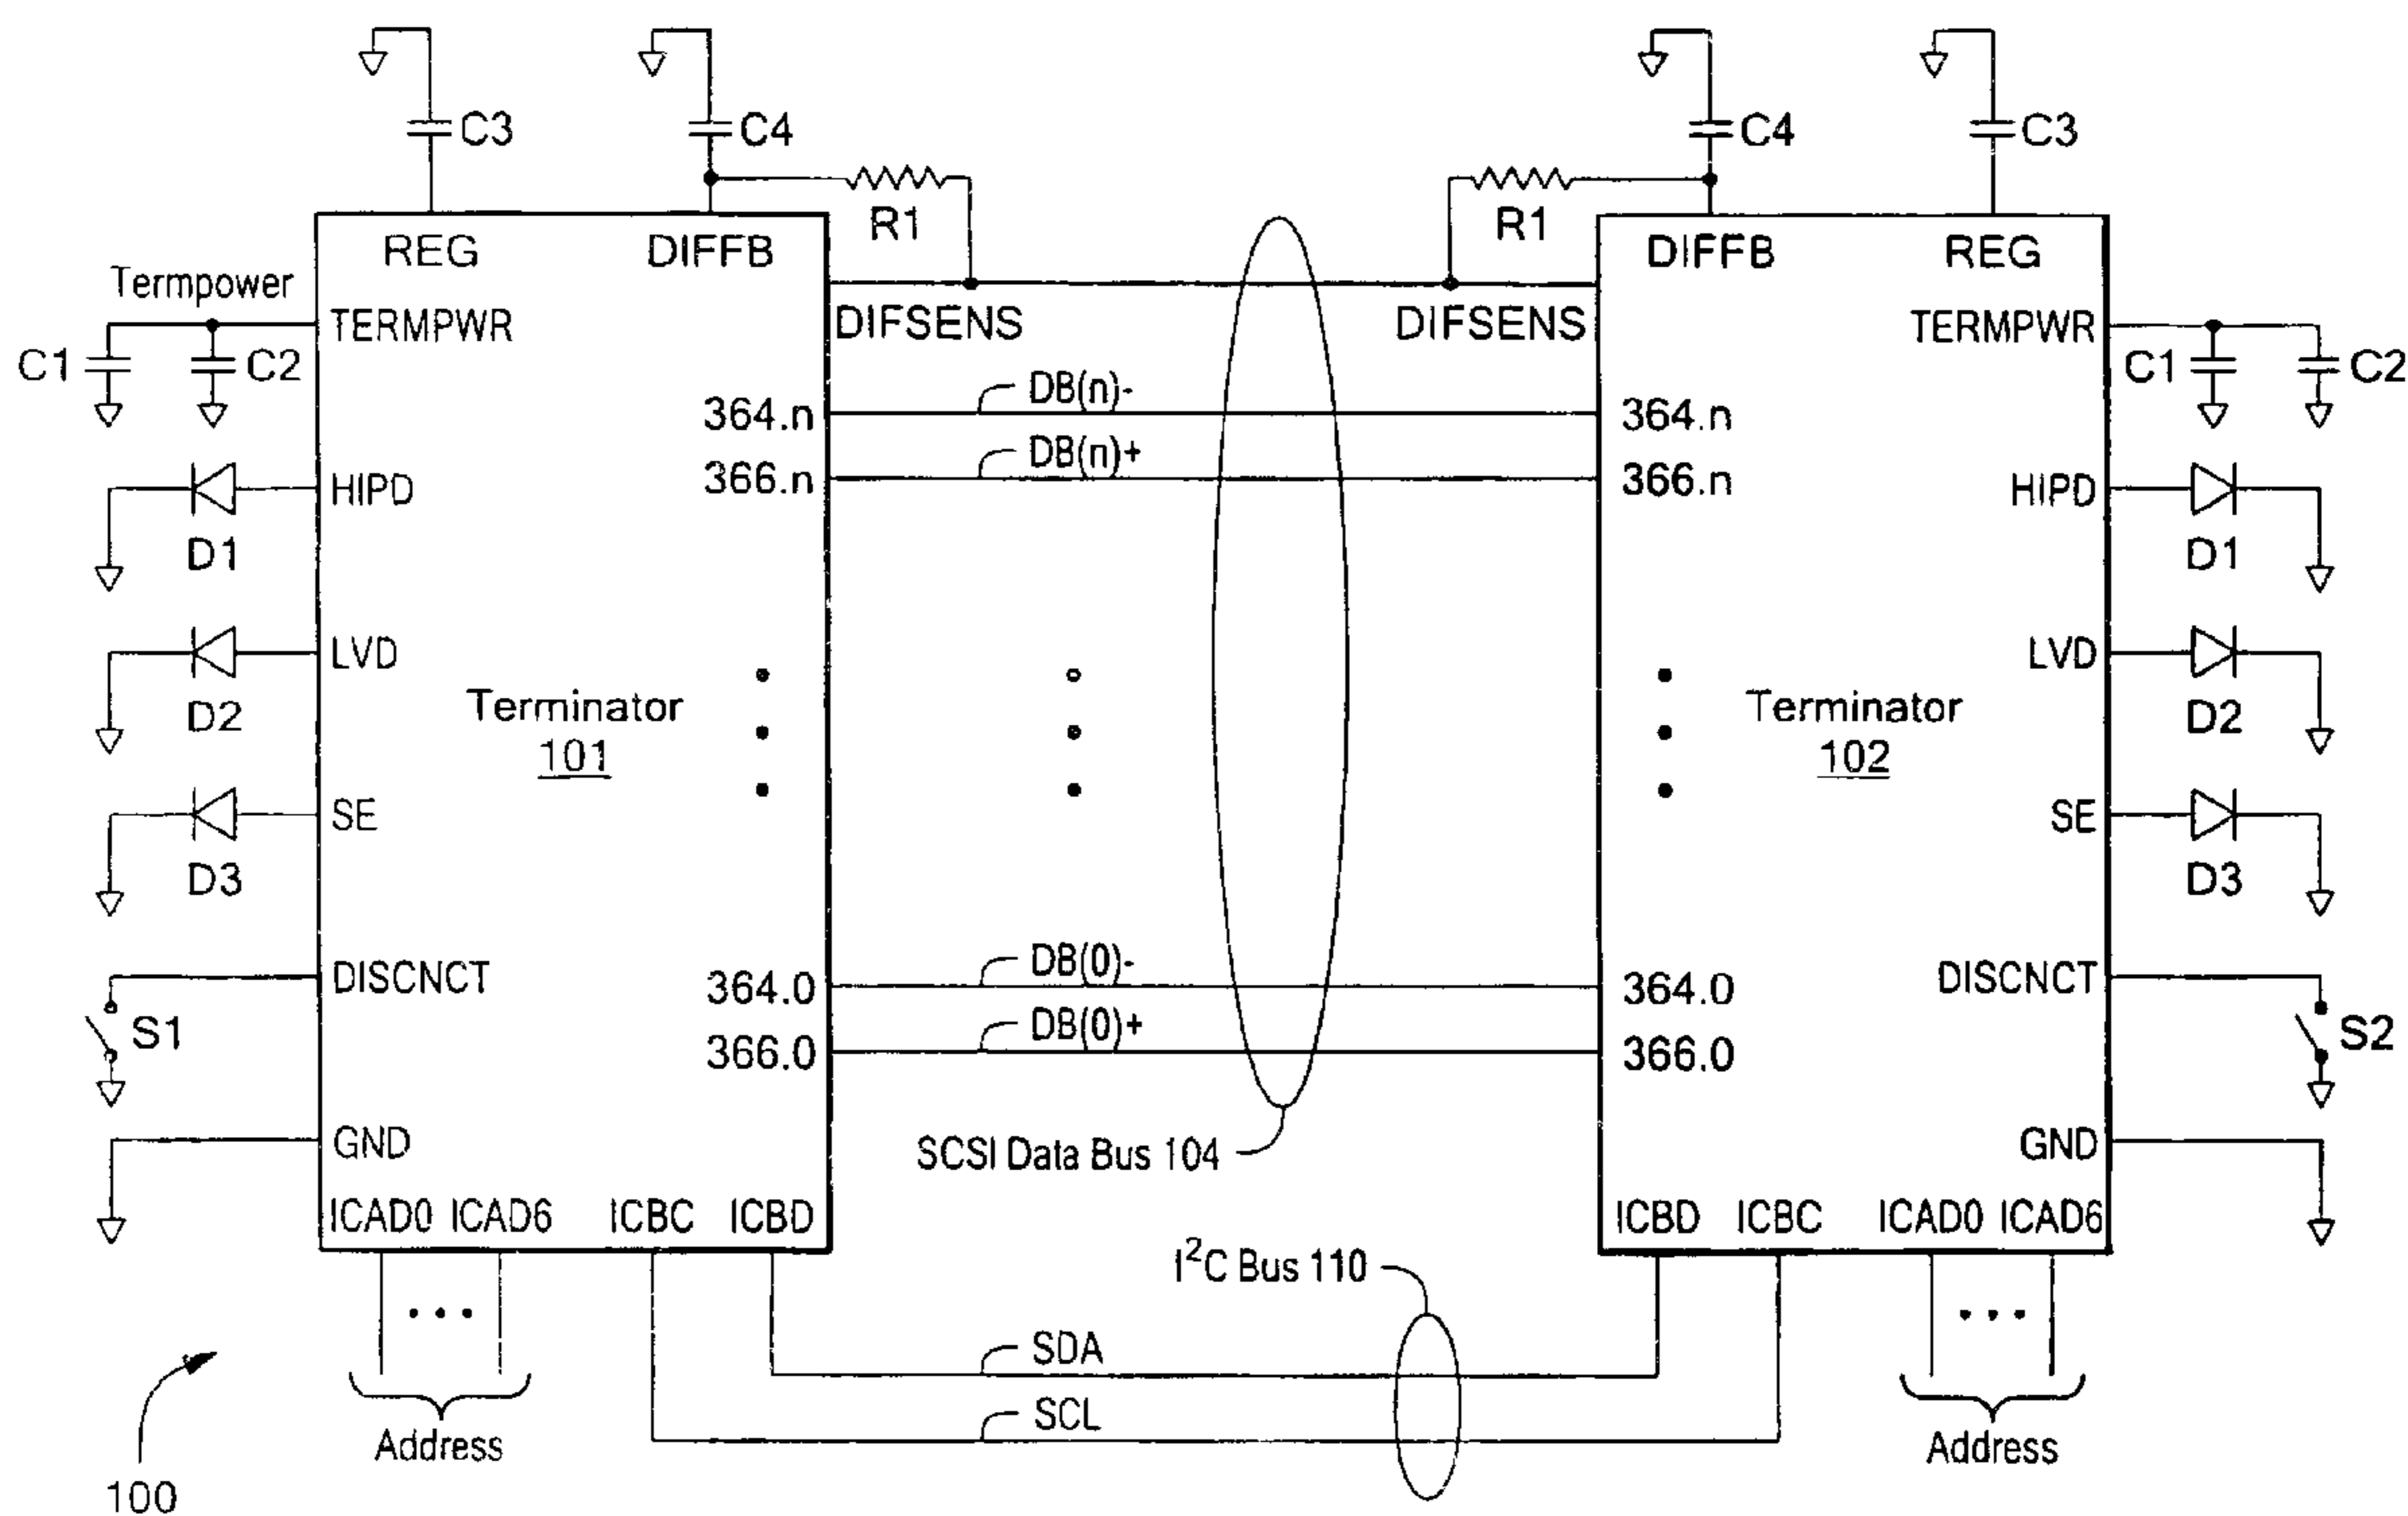 C3 C4 C4 C3
R1 R1
REG DIFFB DIFFB REG
Termpower
TERMPWR DIFSENS DIFSENS TERMPWR
C1 C2 C1 C2
364.n DB(n)- 364.n
366.n DB(n)+ 366.n
HIPD HIPD
D1 D1
LVD LVD
D2 D2
Terminator Terminator
101 102
SE SE
D3 D3
DISCNCT 364.0 DB(0)- 364.0 DISCNCT
S1 366.0 DB(0)+ 366.0 S2
GND SCSI Data Bus 104 GND
ICAD0 ICAD6 ICBC ICBD ICBD ICBC ICAD0 ICAD6
I²C Bus 110
SDA
SCL
Address Address
100